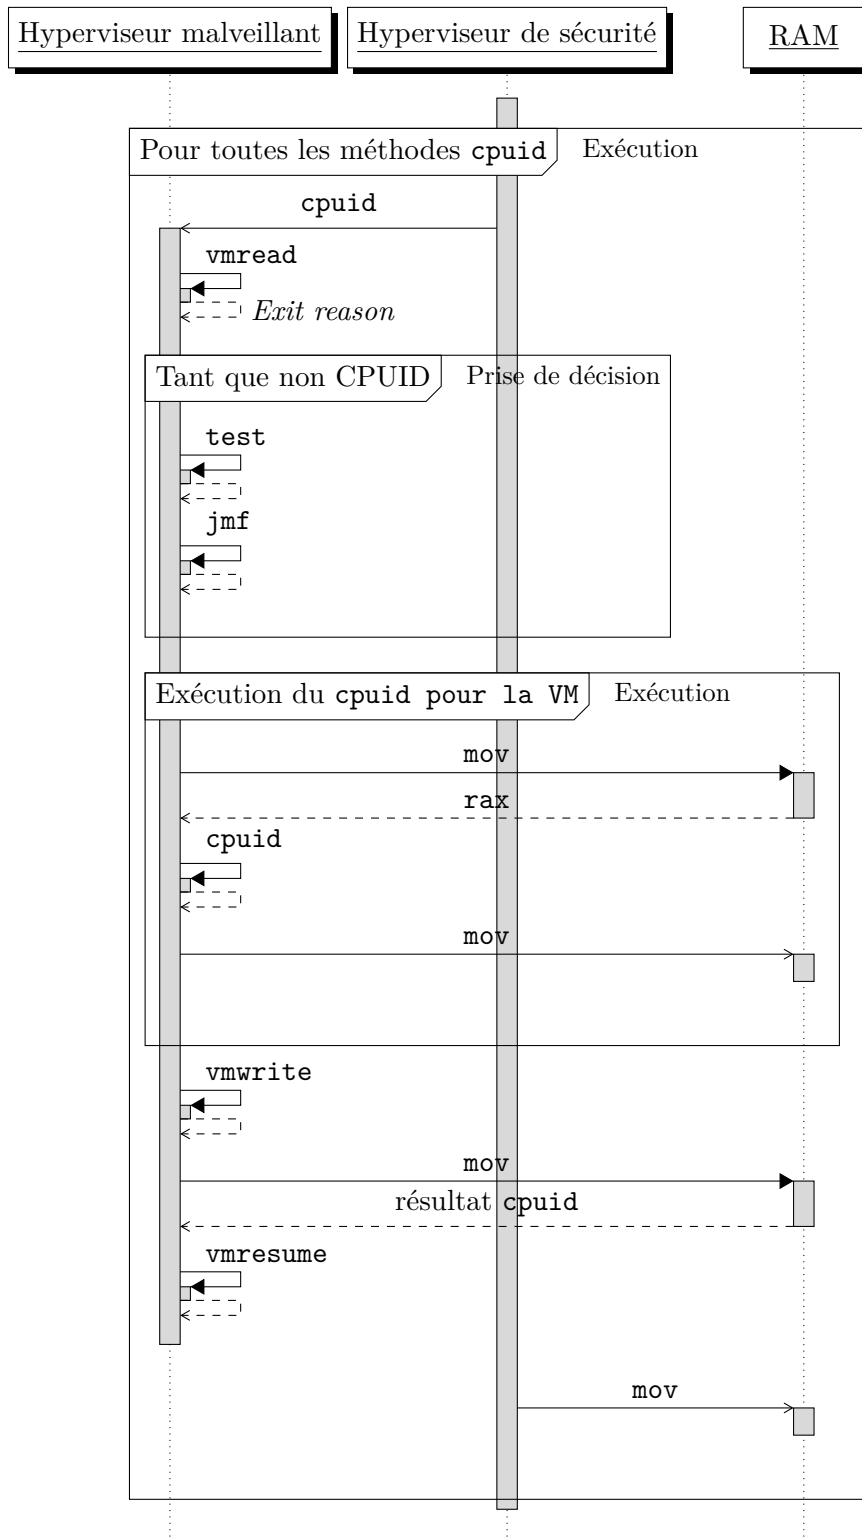 Hyperviseur malveillant Hyperviseur de sécurité RAM
Pour toutes les méthodes cpuid Exécution
cpuid
vmread
Exit reason
Tant que non CPUID Prise de décision
test
jmf
Exécution du cpuid pour la VM Exécution
mov
rax
cpuid
mov
vmwrite
mov
résultat cpuid
vmresume
mov